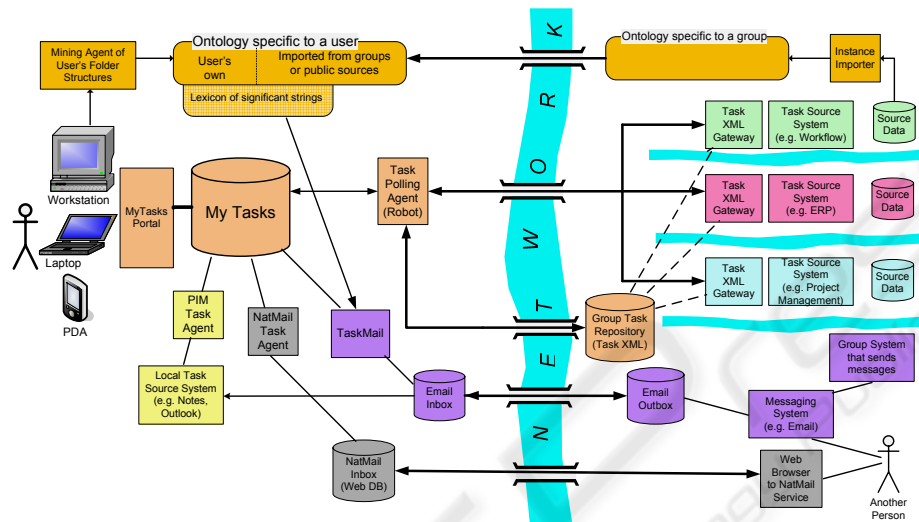 Ontology specific to a user
Ontology specific to a group
Mining Agent of
User's Folder
Structures
User's
own
Imported from groups
or public sources
Instance
Importer
Lexicon of significant strings
NETWORK
Task
XML
Gateway
Task Source
System
(e.g. Workflow)
Source
Data
Workstation
MyTasks
Portal
My Tasks
Task
Polling
Agent
(Robot)
Task
XML
Gateway
Task Source
System
(e.g. ERP)
Source
Data
Laptop
PDA
Task
XML
Gateway
Task Source
System
(e.g. Project
Management)
Source
Data
PIM
Task
Agent
NatMail
Task
Agent
TaskMail
Group Task
Repository
(Task XML)
Group System
that sends
messages
Local Task
Source System
(e.g. Notes,
Outlook)
Email
Inbox
Email
Outbox
Messaging
System
(e.g. Email)
NatMail
Inbox
(Web DB)
Web
Browser
to NatMail
Service
Another
Person